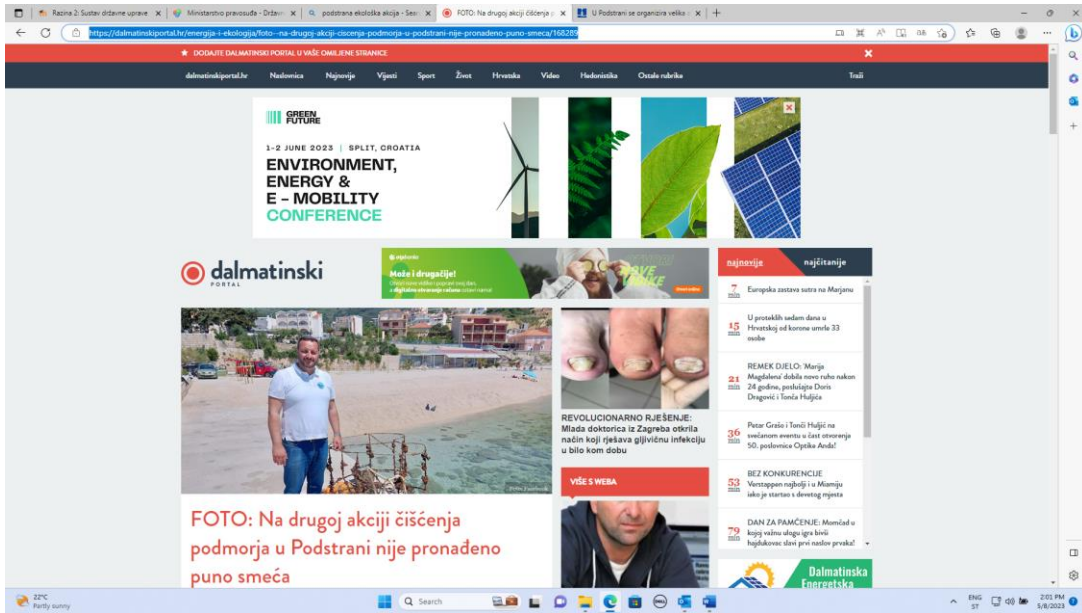 Razina 2: Sustav državne uprave
Ministarstvo pravosuđa - Držav
podstrana ekološka akcija - Sea
FOTO: Na drugoj akciji čišćenja p
U Podstrani se organizira velika
https://dalmatinskiportal.hr/energija-i-ekologija/foto--na-drugoj-akciji-ciscenja-podmorja-u-podstrani-nije-pronadeno-puno-smeca/168289
DODAJTE DALMATINSKI PORTAL U VAŠE OMILJENE STRANICE
dalmatinskiportal.hr Naslovnica Najnovije Vijesti Sport Život Hrvatska Video Hedonistika Ostale rubrike Traži
GREEN
FUTURE
1-2 JUNE 2023 | SPLIT, CROATIA
ENVIRONMENT,
ENERGY &
E - MOBILITY
CONFERENCE
dalmatinski
PORTAL
Može i drugačije!
najnovije najčitanije
7 min Europska zastava sutra na Marjanu
15 min U proteklih sedam dana u
Hrvatskoj od korone umrle 33
osobe
21 min REMEK DJELO: 'Marija
Magdalena' dobila novo ruho nakon
24 godine, poslušajte Doris
Dragović i Tonča Huljića
36 min Petar Grašo i Tonči Huljić na
svečanom eventu u čast otvorenja
50. poslovnice Optike Anda!
53 min BEZ KONKURENCIJE
Verstappen najbolji i u Miamiju
iako je startao s devetog mjesta
79 min DAN ZA PAMĆENJE: Momčad u
kojoj važnu ulogu igra bivši
hajdukovac slavi prvi naslov prvaka!
REVOLUCIONARNO RJEŠENJE:
Mlada doktorica iz Zagreba otkrila
način koji rješava gljivičnu infekciju
u bilo kom dobu
VIŠE S WEBA
FOTO: Na drugoj akciji čišćenja
podmorja u Podstrani nije pronađeno
puno smeća
Dalmatinska
Energetska
22°C
Partly sunny
Search
ENG
ST
2:01 PM
5/8/2023